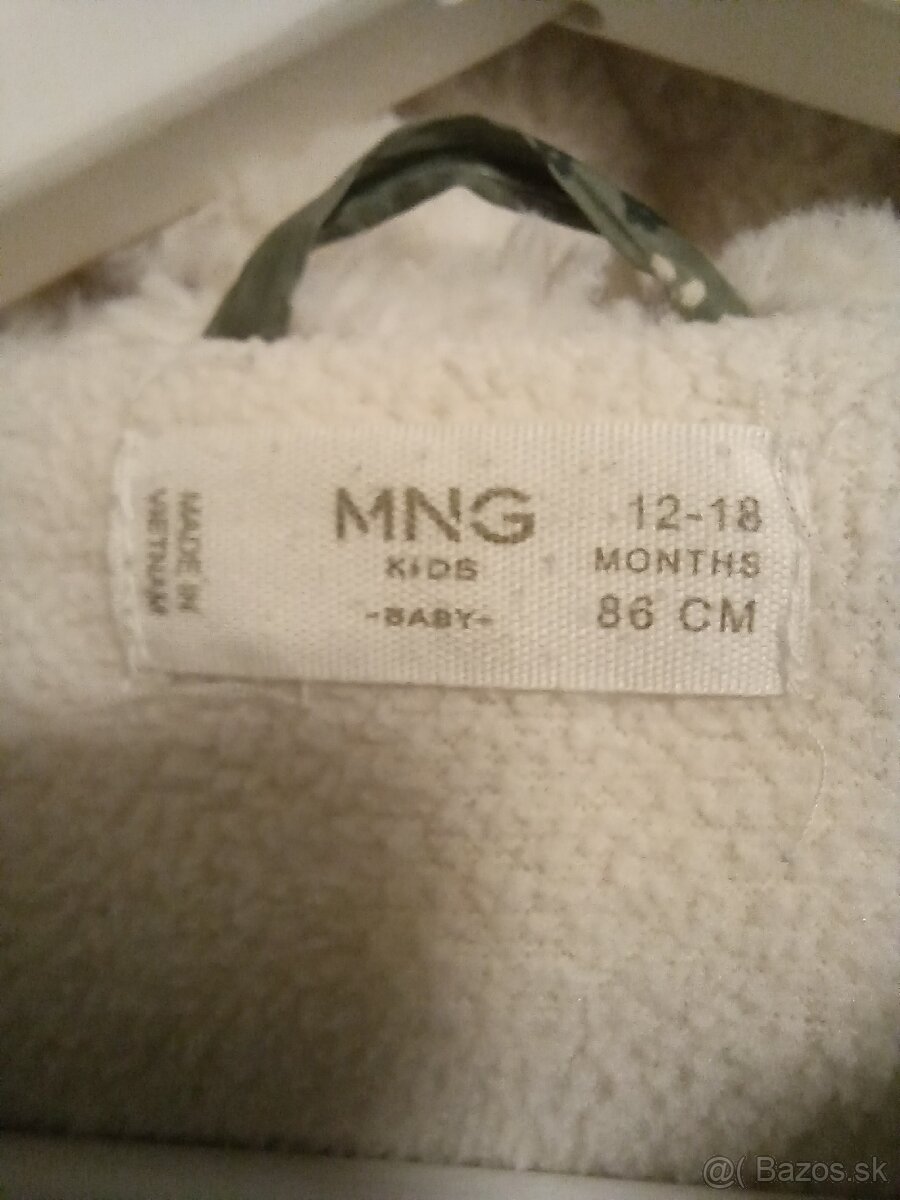 MADE IN
VIETNAM
MNG
KIDS
-BABY-
12-18
MONTHS
86 CM
@( Bazos.sk